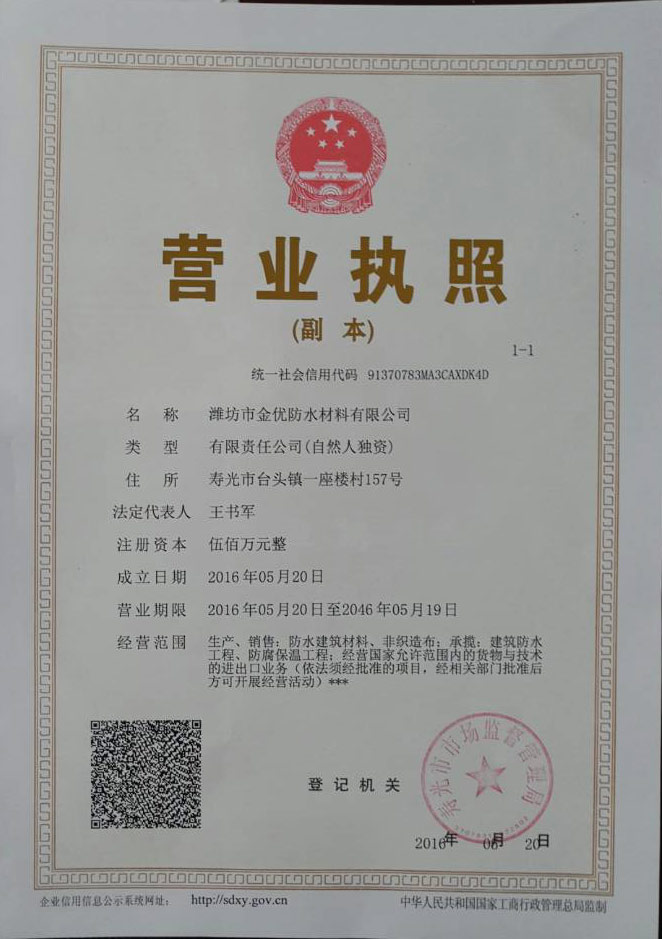 营业执照
(副 本)
1-1
统一社会信用代码 91370783MA3CAXDK4D
名 称 潍坊市金优防水材料有限公司
类 型 有限责任公司(自然人独资)
住 所 寿光市台头镇一座楼村157号
法定代表人 王书军
注册资本 伍佰万元整
成立日期 2016年05月20日
营业期限 2016年05月20日至2046年05月19日
经营范围 生产、销售：防水建筑材料、非织造布；承揽：建筑防水
工程、防腐保温工程；经营国家允许范围内的货物与技术
的进出口业务（依法须经批准的项目，经相关部门批准后
方可开展经营活动）***
寿光市市场监督管理局
登记机关
2016年 05月 20日
企业信用信息公示系统网址： http://sdxy.gov.cn
中华人民共和国国家工商行政管理总局监制